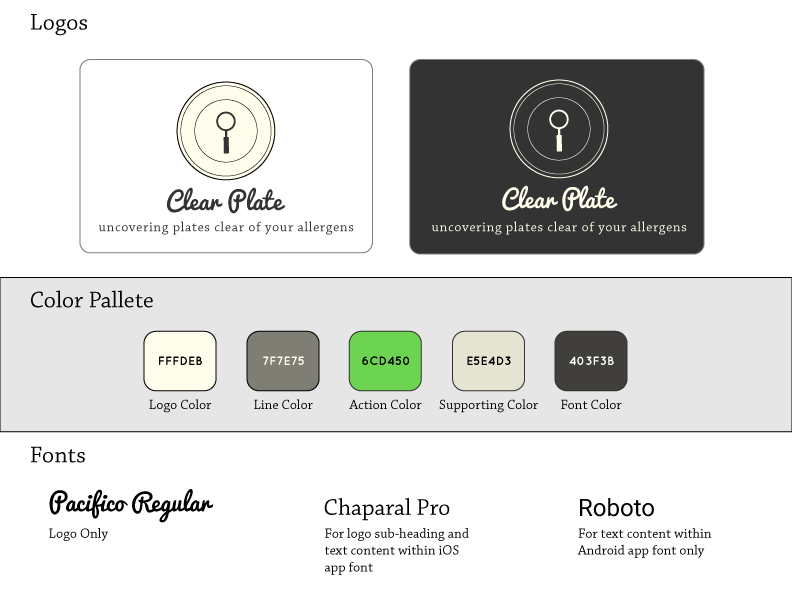 Logos
Clear Plate
uncovering plates clear of your allergens
Clear Plate
uncovering plates clear of your allergens
Color Pallete
FFFDEB
7F7E75
6CD450
E5E4D3
403F3B
Logo Color
Line Color
Action Color
Supporting Color
Font Color
Fonts
Pacifico Regular
Logo Only
Chaparal Pro
For logo sub-heading and
text content within iOS
app font
Roboto
For text content within
Android app font only